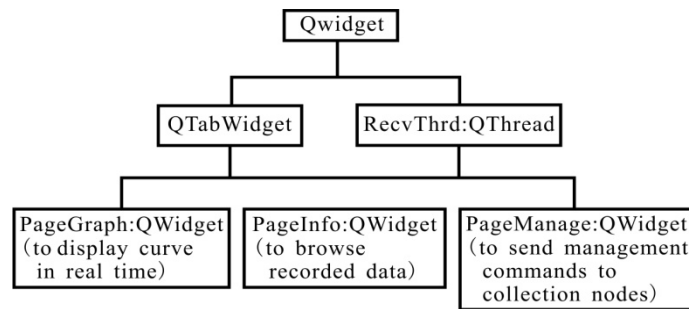 Qwidget
QTabWidget
RecvThrd:QThread
PageGraph:QWidget
(to display curve
in real time)
PageInfo:QWidget
(to browse
recorded data)
PageManage:QWidget
(to send management
commands to
collection nodes)